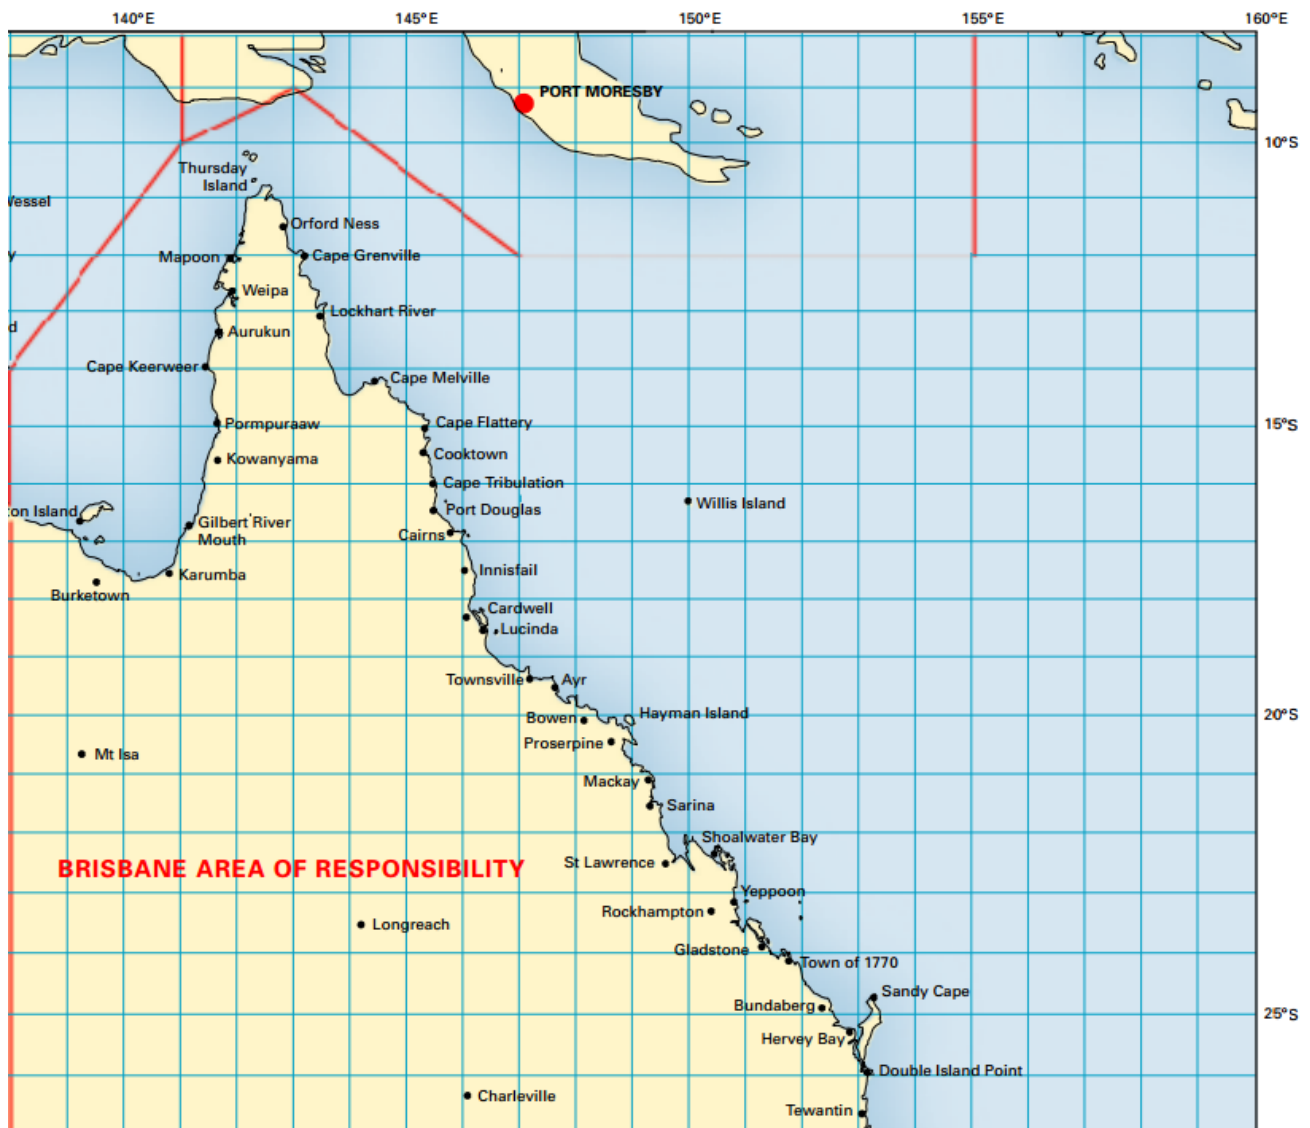 140°E 145°E 150°E 155°E 160°E
PORT MORESBY
10°S
Thursday
Island
Orford Ness
Mapoon
Cape Grenville
Weipa
Lockhart River
Aurukun
Cape Keerweer
Cape Melville
Pormpuraaw
Cape Flattery
15°S
Cooktown
Kowanyama
Cape Tribulation
Willis Island
Port Douglas
ton Island
Gilbert River
Mouth
Cairns
Innisfail
Karumba
Burketown
Cardwell
Lucinda
Townsville
Ayr
Hayman Island
20°S
Bowen
Proserpine
Mt Isa
Mackay
Sarina
Shoalwater Bay
St Lawrence
BRISBANE AREA OF RESPONSIBILITY
Yeppoon
Rockhampton
Longreach
Gladstone
Town of 1770
Sandy Cape
Bundaberg
25°S
Hervey Bay
Double Island Point
Charleville
Tewantin